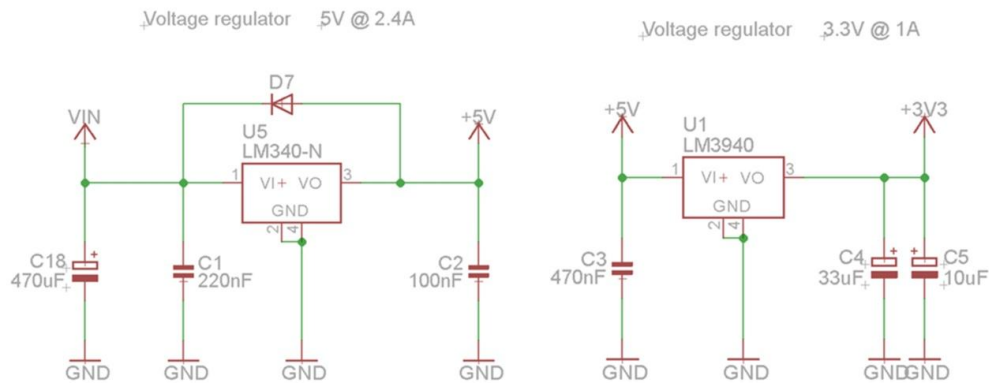 Voltage regulator 5V @ 2.4A
Voltage regulator 3.3V @ 1A
D7
VIN
U5
LM340-N
+5V
1
VI+ VO
3
GND
2
4
C18
470uF
C1
220nF
C2
100nF
GND
GND
GND
GND
+5V
U1
LM3940
+3V3
1
VI+ VO
3
GND
2
4
C3
470nF
C4
33uF
C5
10uF
GND
GND
GND
GND